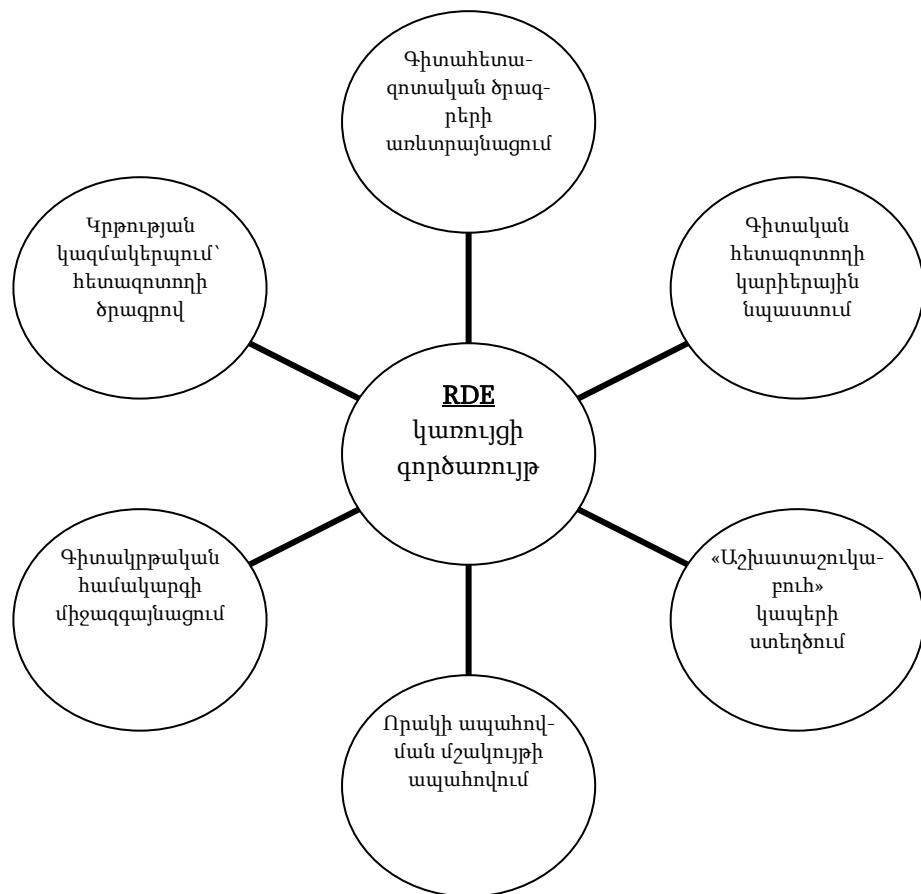 Գիտահետա-
զոտական ծրագ-
րերի
առևտրայնացում
Կրթության
կազմակերպում՝
հետազոտողի
ծրագրով
Գիտական
հետազոտողի
կարիերային
նպաստում
RDE
կառույցի
գործառույթ
Գիտակրթական
համակարգի
միջազգայնացում
«Աշխատաշուկա-
բուհ»
կապերի
ստեղծում
Որակի ապահով-
ման մշակույթի
ապահովում